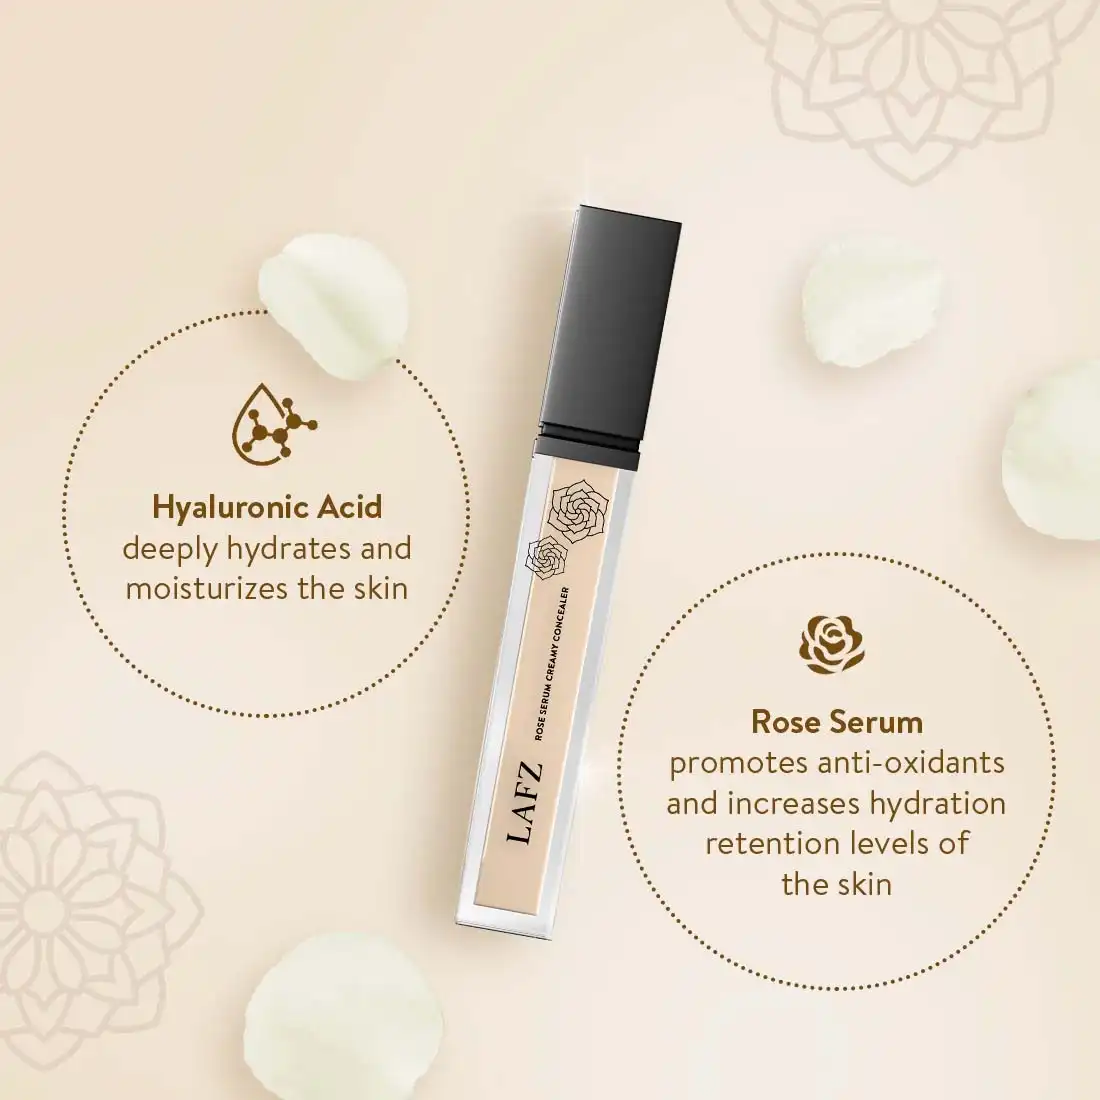 Hyaluronic Acid
deeply hydrates and
moisturizes the skin
ROSE SERUM CREAMY CONCEALER
LAFZ
Rose Serum
promotes anti-oxidants
and increases hydration
retention levels of
the skin